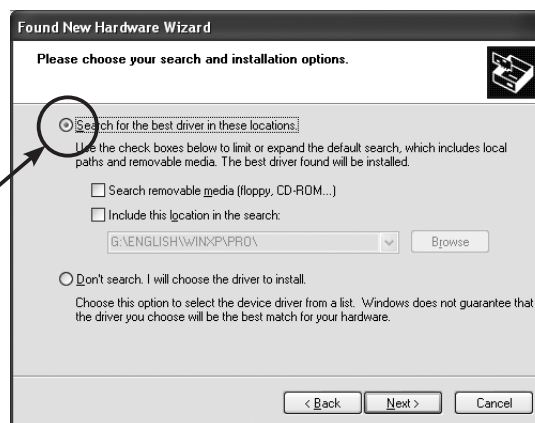 Found New Hardware Wizard
Please choose your search and installation options.
Search for the best driver in these locations.
Use the check boxes below to limit or expand the default search, which includes local
paths and removable media. The best driver found will be installed.
Search removable media (floppy, CD-ROM...)
Include this location in the search:
G:\ENGLISH\WINXP\PRO\
Browse
Don't search. I will choose the driver to install.
Choose this option to select the device driver from a list. Windows does not guarantee that
the driver you choose will be the best match for your hardware.
< Back
Next >
Cancel